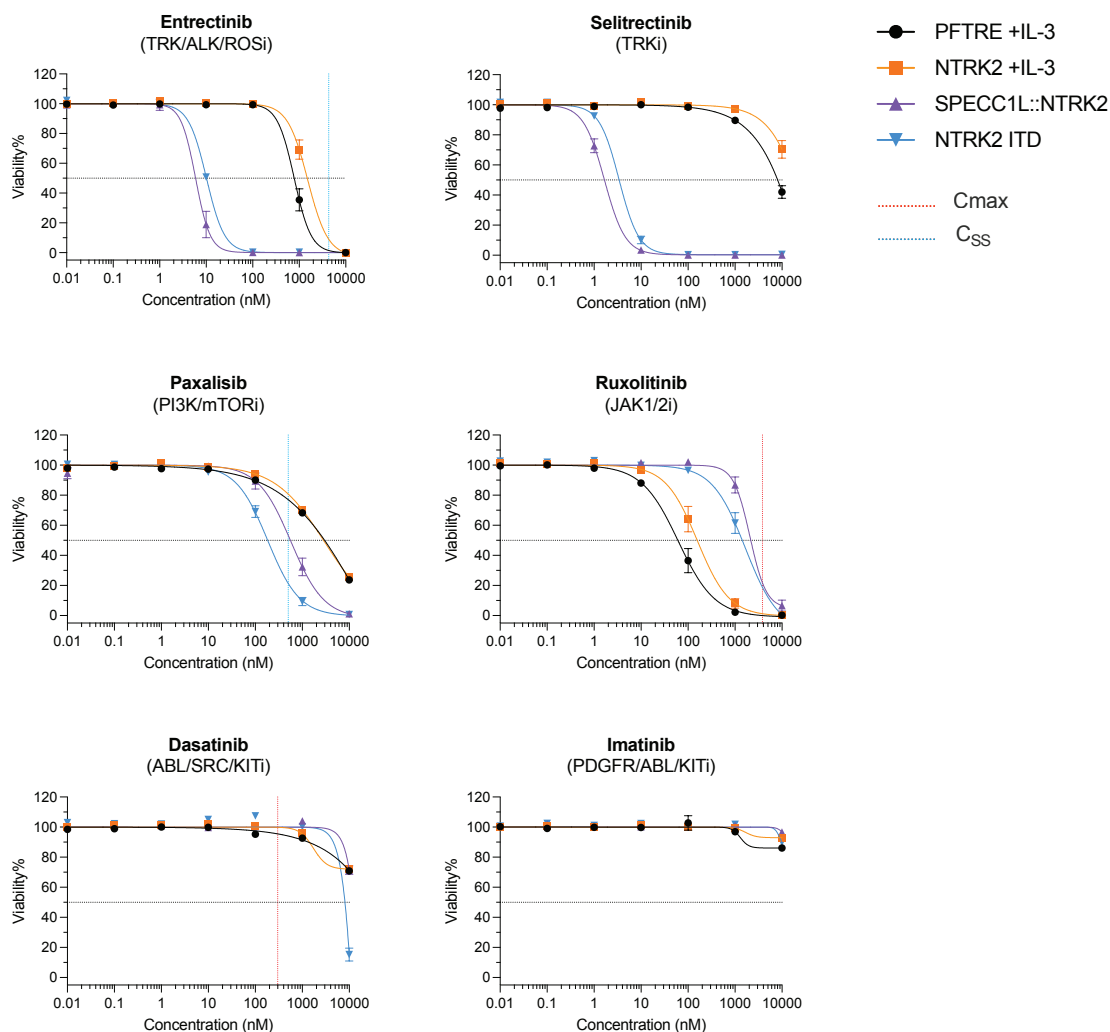 Entrectinib
(TRK/ALK/ROSi)
120
100
80
60
40
20
0
Viability%
0.01 0.1 1 10 100 1000 10000
Concentration (nM)
Selitrectinib
(TRKi)
120
100
80
60
40
20
0
Viability%
0.01 0.1 1 10 100 1000 10000
Concentration (nM)
PFTRE +IL-3
NTRK2 +IL-3
SPECC1L::NTRK2
NTRK2 ITD
Cmax
CSS
Paxalisib
(PI3K/mTORi)
120
100
80
60
40
20
0
Viability%
0.01 0.1 1 10 100 1000 10000
Concentration (nM)
Ruxolitinib
(JAK1/2i)
120
100
80
60
40
20
0
Viability%
0.01 0.1 1 10 100 1000 10000
Concentration (nM)
Dasatinib
(ABL/SRC/KITi)
120
100
80
60
40
20
0
Viability%
0.01 0.1 1 10 100 1000 10000
Concentration (nM)
Imatinib
(PDGFR/ABL/KITi)
120
100
80
60
40
20
0
Viability%
0.01 0.1 1 10 100 1000 10000
Concentration (nM)